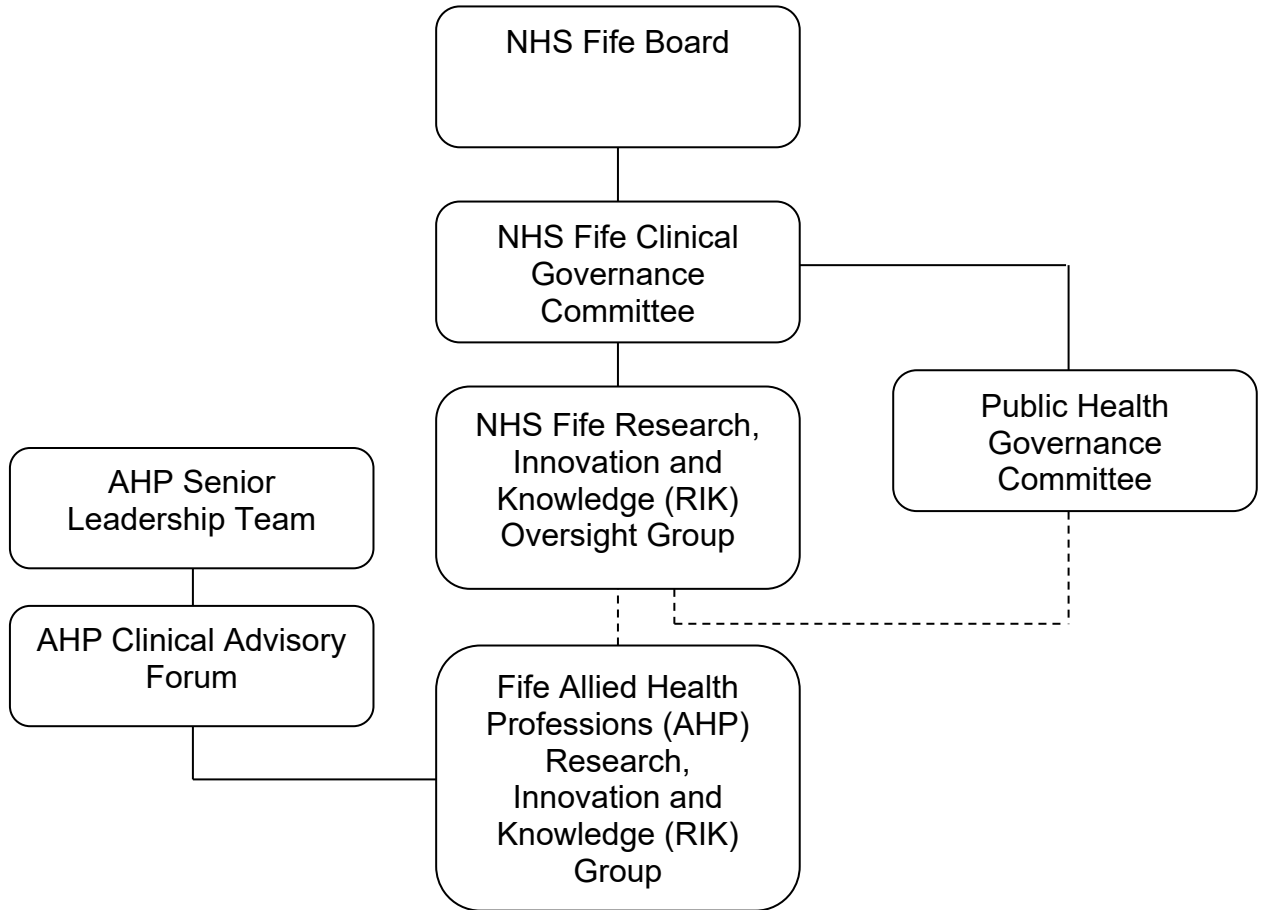 NHS Fife Board
NHS Fife Clinical
Governance
Committee
NHS Fife Research,
Innovation and
Knowledge (RIK)
Oversight Group
Public Health
Governance
Committee
AHP Senior
Leadership Team
AHP Clinical Advisory
Forum
Fife Allied Health
Professions (AHP)
Research,
Innovation and
Knowledge (RIK)
Group